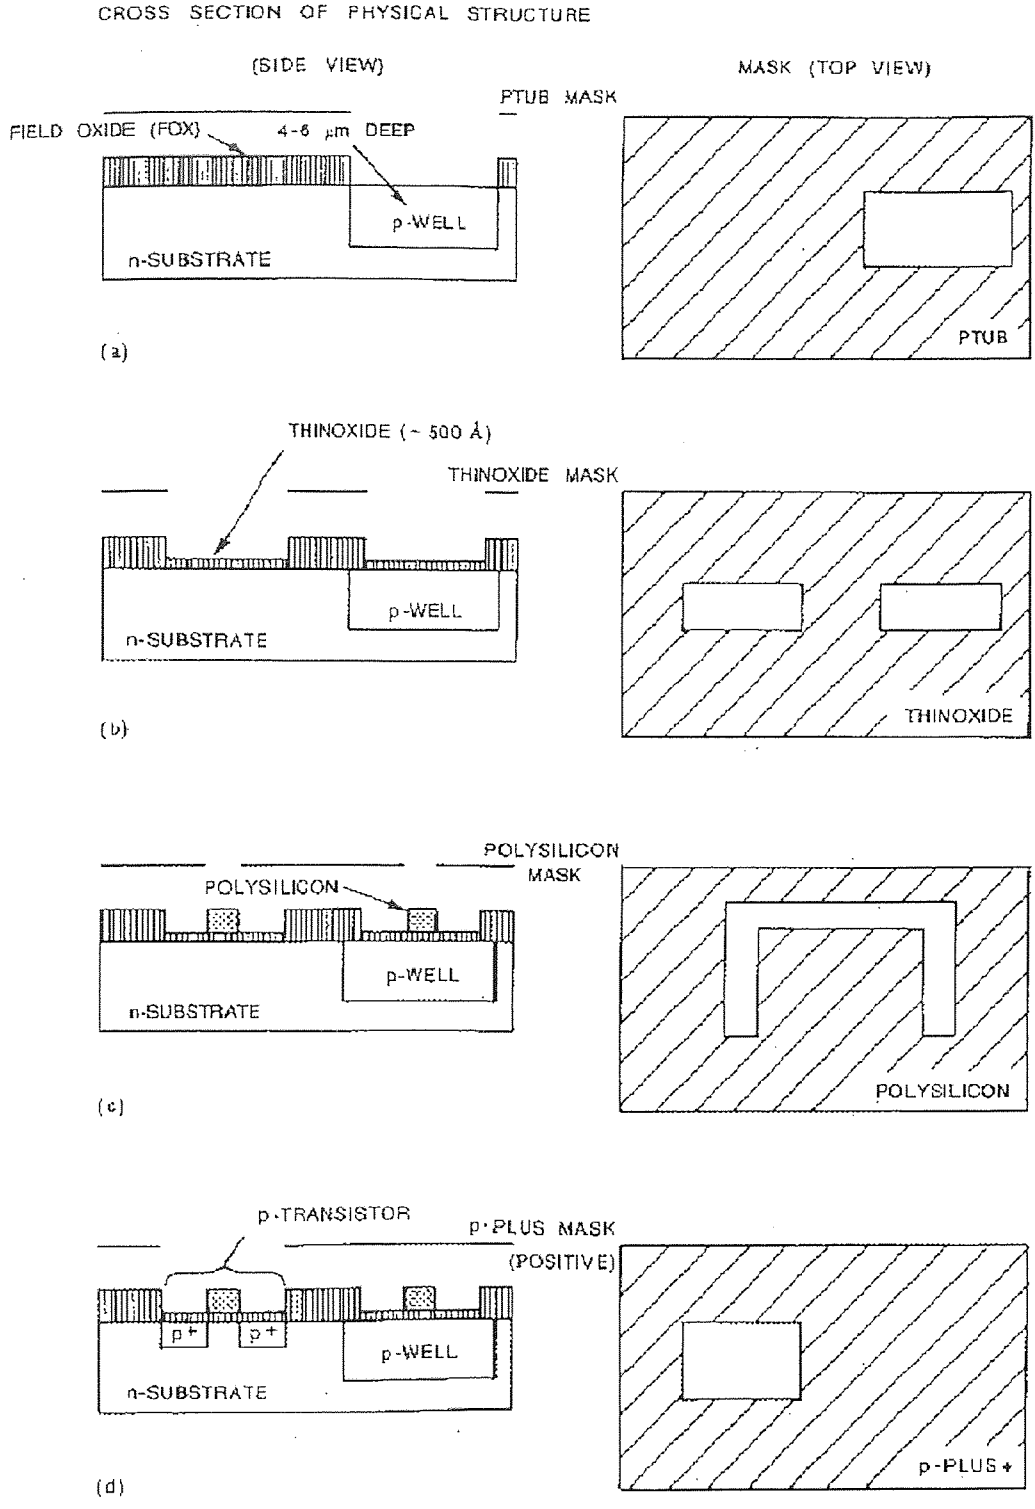 CROSS SECTION OF PHYSICAL STRUCTURE
(SIDE VIEW)
MASK (TOP VIEW)
PTUB MASK
FIELD OXIDE (FOX)
4-6 μm DEEP
p-WELL
n-SUBSTRATE
PTUB
(a)
THINOXIDE (~ 500 Å)
THINOXIDE MASK
p-WELL
n-SUBSTRATE
THINOXIDE
(b)
POLYSILICON
MASK
POLYSILICON
p-WELL
n-SUBSTRATE
POLYSILICON
(c)
p-TRANSISTOR
p-PLUS MASK
(POSITIVE)
p+
p+
p-WELL
n-SUBSTRATE
p-PLUS+
(d)